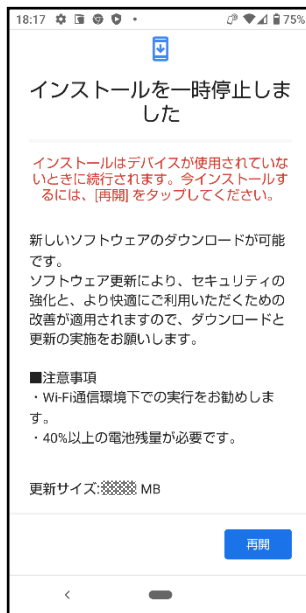 18:17 75%
インストールを一時停止しま
した
インストールはデバイスが使用されていな
いときに続行されます。今インストールす
るには、[再開] をタップしてください。
新しいソフトウェアのダウンロードが可能
です。
ソフトウェア更新により、セキュリティの
強化と、より快適にご利用いただくための
改善が適用されますので、ダウンロードと
更新の実施をお願いします。
■注意事項
・Wi-Fi通信環境下での実行をお勧めしま
す。
・40%以上の電池残量が必要です。
更新サイズ: MB
再開